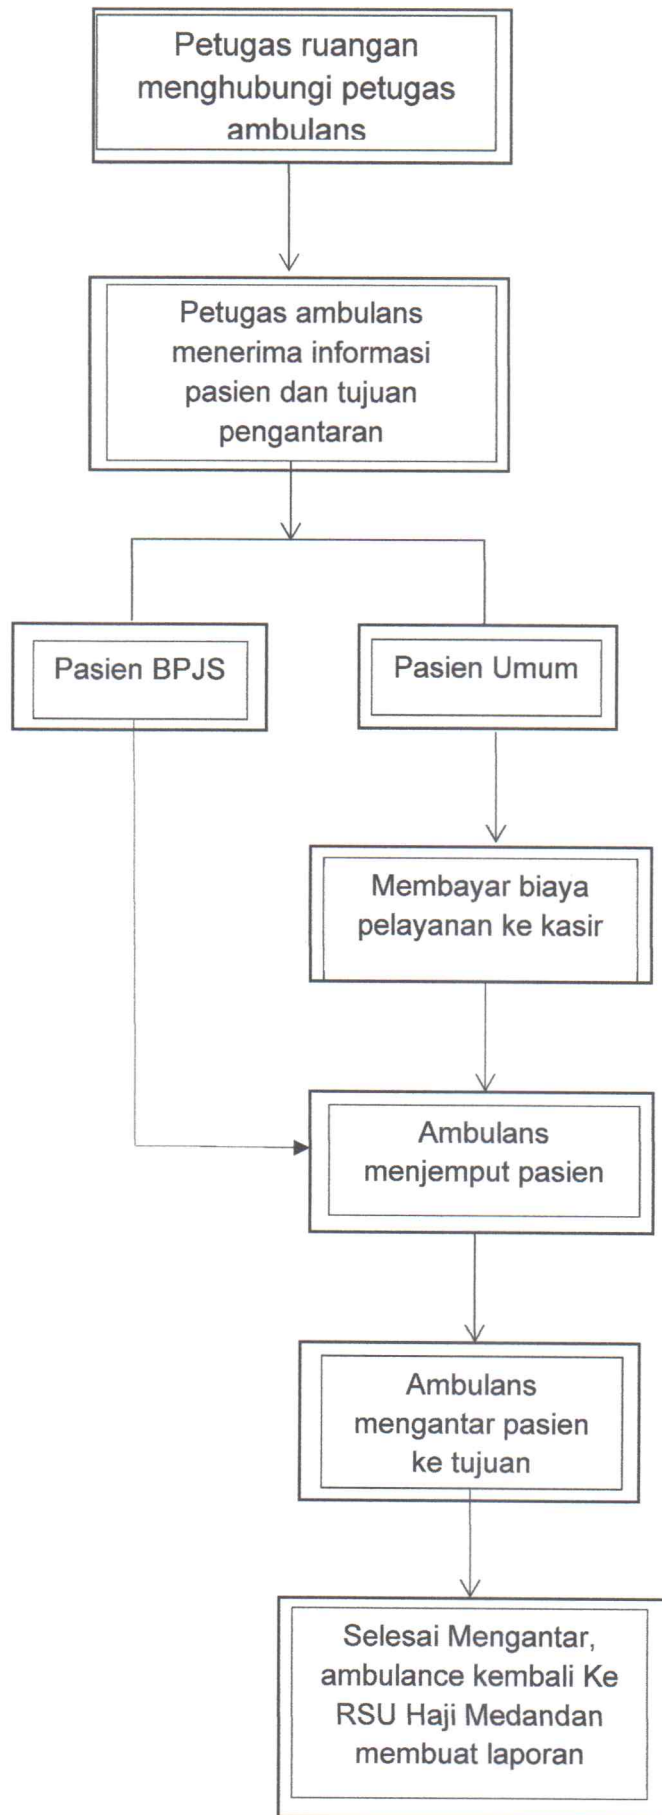 Petugas ruangan
menghubungi petugas
ambulans
Petugas ambulans
menerima informasi
pasien dan tujuan
pengantaran
Pasien BPJS
Pasien Umum
Membayar biaya
pelayanan ke kasir
Ambulans
menjemput pasien
Ambulans
mengantar pasien
ke tujuan
Selesai Mengantar,
ambulance kembali Ke
RSU Haji Medandan
membuat laporan